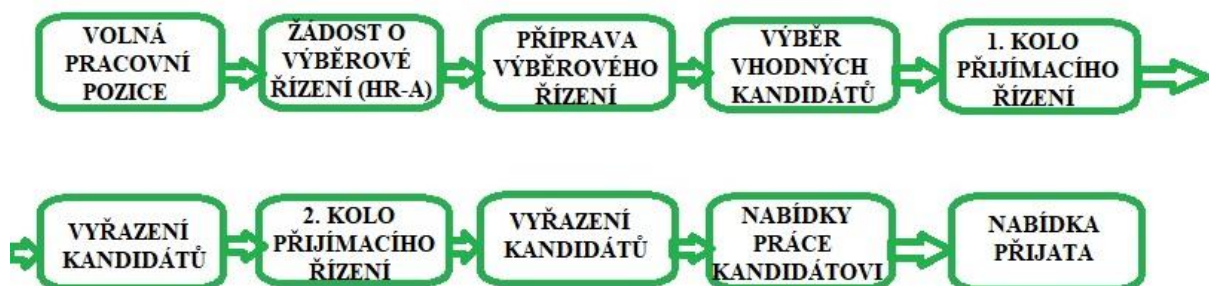 VOLNÁ
PRACOVNÍ
POZICE
ŽÁDOST O
VÝBĚROVÉ
ŘÍZENÍ (HR-A)
PŘÍPRAVA
VÝBĚROVÉHO
ŘÍZENÍ
VÝBĚR
VHODNÝCH
KANDIDÁTŮ
1. KOLO
PŘIJÍMACÍHO
ŘÍZENÍ
VYŘAZENÍ
KANDIDÁTŮ
2. KOLO
PŘIJÍMACÍHO
ŘÍZENÍ
VYŘAZENÍ
KANDIDÁTŮ
NABÍDKY
PRÁCE
KANDIDÁTOVI
NABÍDKA
PŘIJATA